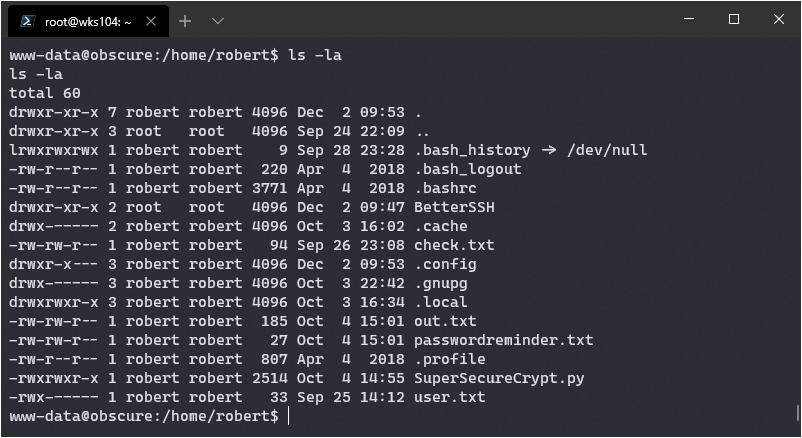 root@wks104: ~
www-data@obscure:/home/robert$ ls -la
ls -la
total 60
drwxr-xr-x 7 robert robert 4096 Dec  2 09:53 .
drwxr-xr-x 3 root   root   4096 Sep 24 22:09 ..
lrwxrwxrwx 1 robert robert    9 Sep 28 23:28 .bash_history -> /dev/null
-rw-r--r-- 1 robert robert  220 Apr  4  2018 .bash_logout
-rw-r--r-- 1 robert robert 3771 Apr  4  2018 .bashrc
drwxr-xr-x 2 root   root   4096 Dec  2 09:47 BetterSSH
drwx------ 2 robert robert 4096 Oct  3 16:02 .cache
-rw-rw-r-- 1 robert robert   94 Sep 26 23:08 check.txt
drwxr-x--- 3 robert robert 4096 Dec  2 09:53 .config
drwx------ 3 robert robert 4096 Oct  3 22:42 .gnupg
drwxrwxr-x 3 robert robert 4096 Oct  3 16:34 .local
-rw-rw-r-- 1 robert robert  185 Oct  4 15:01 out.txt
-rw-rw-r-- 1 robert robert   27 Oct  4 15:01 passwordreminder.txt
-rw-r--r-- 1 robert robert  807 Apr  4  2018 .profile
-rwxrwxr-x 1 robert robert 2514 Oct  4 14:55 SuperSecureCrypt.py
-rwx------ 1 robert robert   33 Sep 25 14:12 user.txt
www-data@obscure:/home/robert$